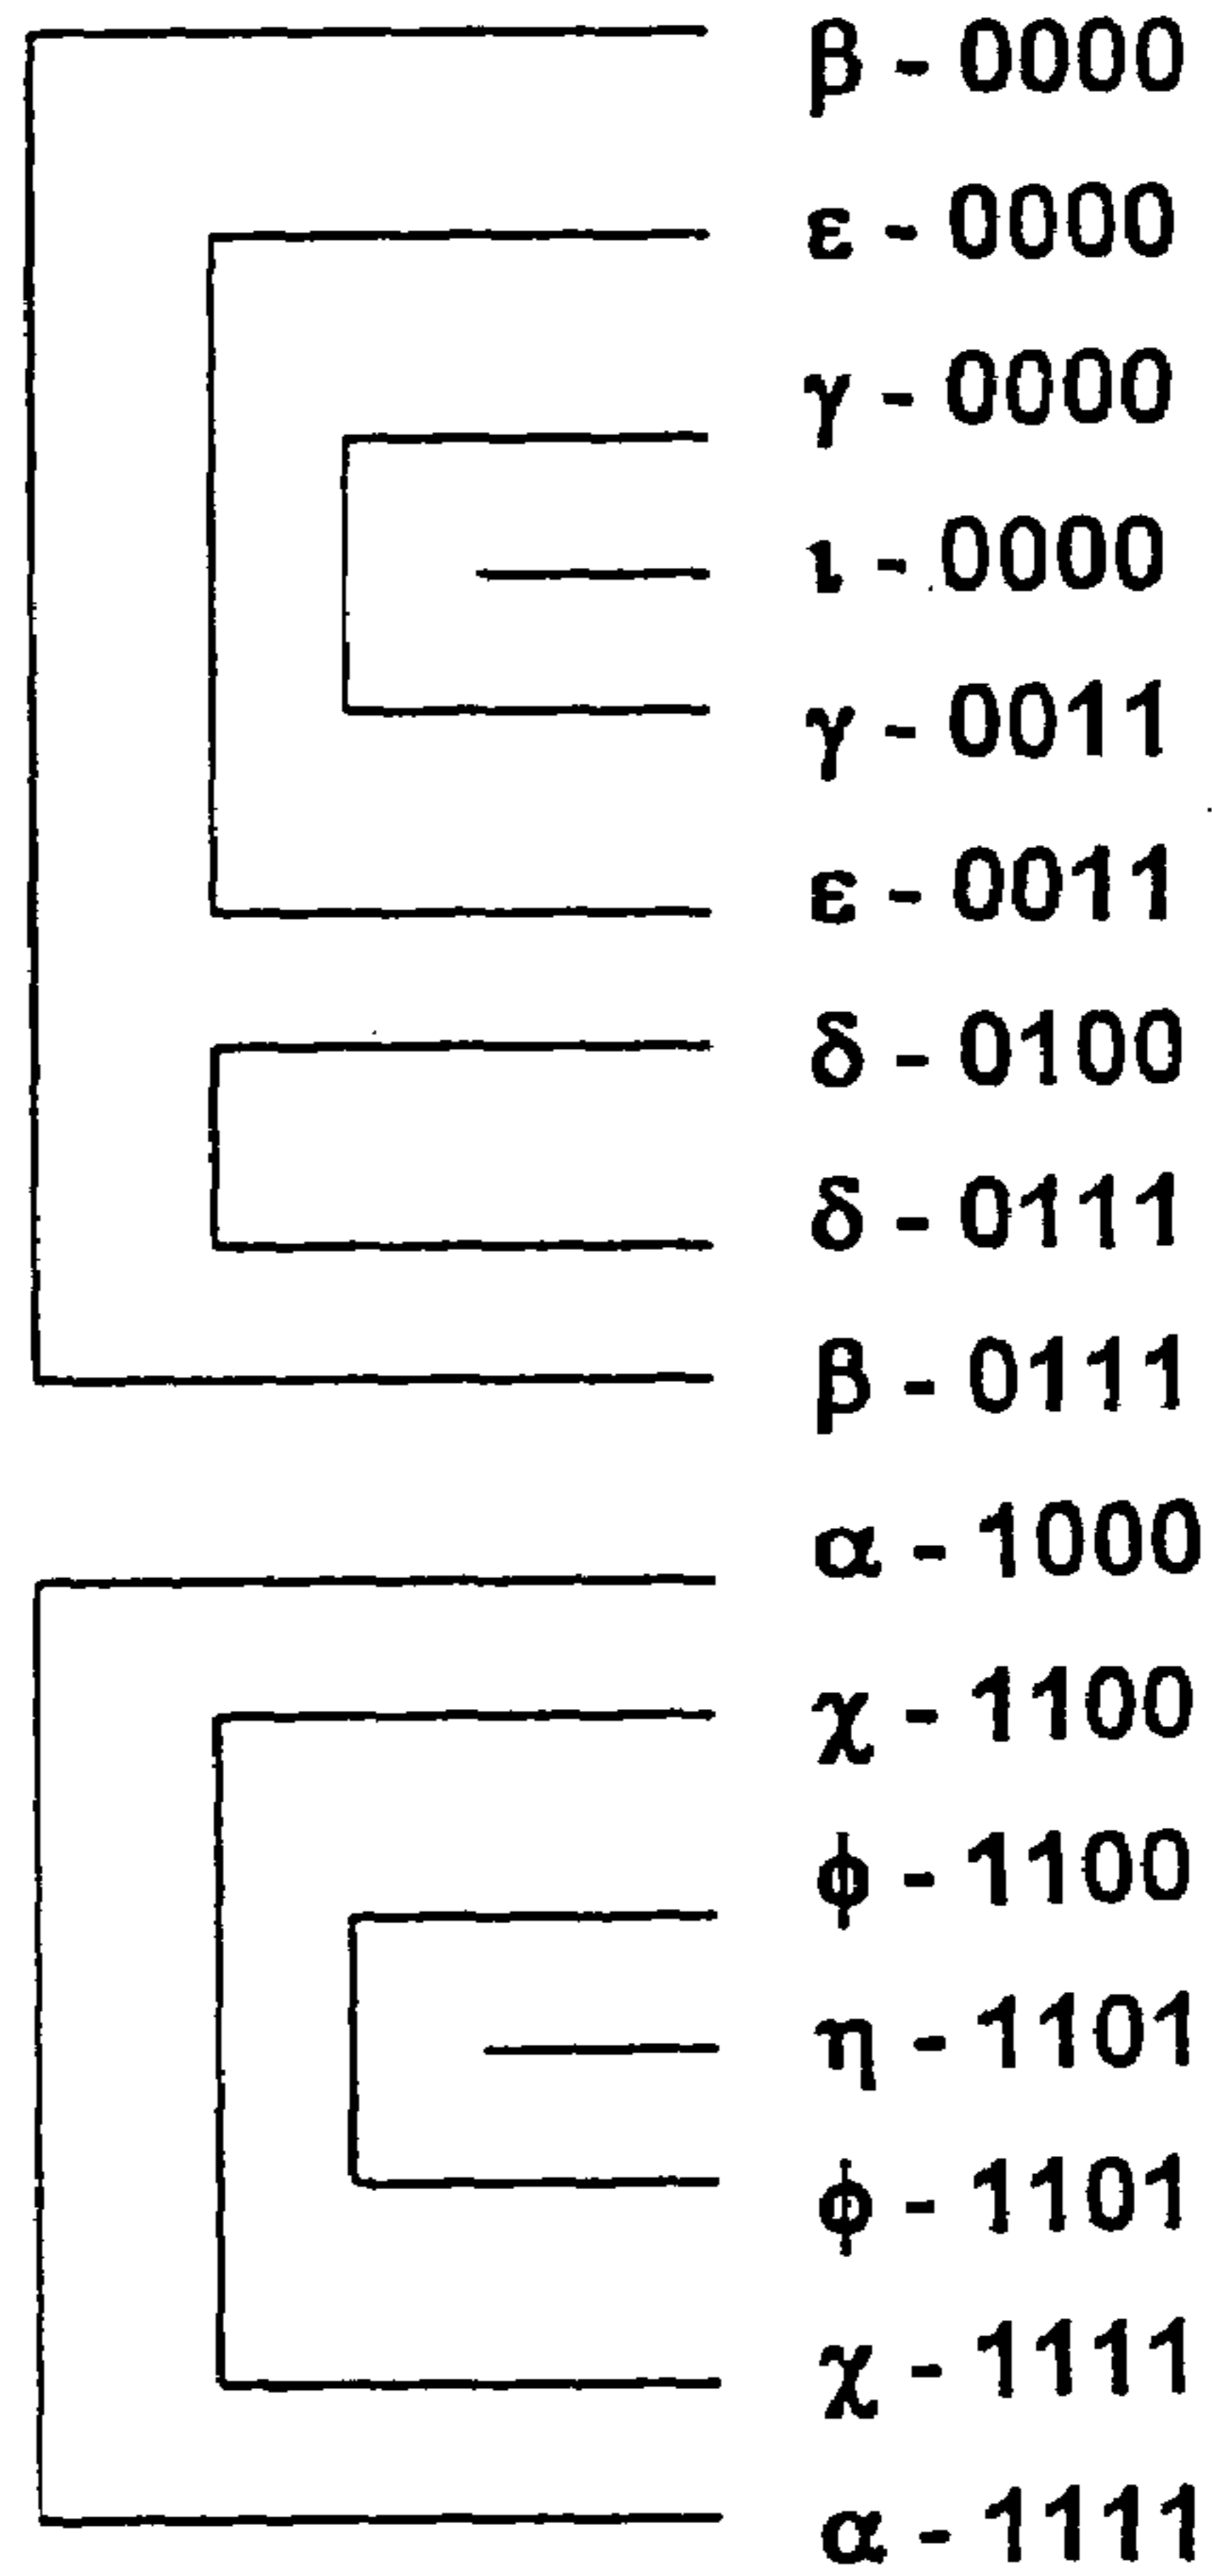 β - 0000
ε - 0000
γ - 0000
ι - 0000
γ - 0011
ε - 0011
δ - 0100
δ - 0111
β - 0111
α - 1000
χ - 1100
ϕ - 1100
η - 1101
ϕ - 1101
χ - 1111
α - 1111